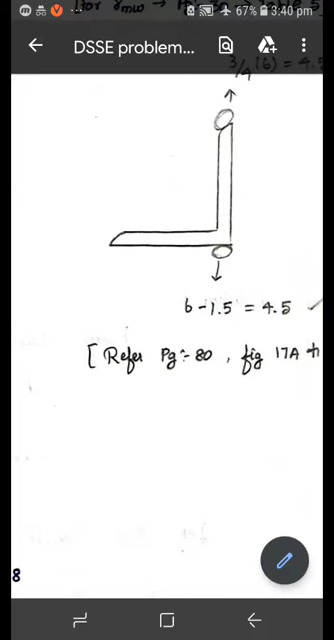 67% 3:40 pm
DSSE problem...
3/4 (6) = 4.5
6 - 1.5 = 4.5 ✓
[ Refer Pg:- 80 , fig 17A
8